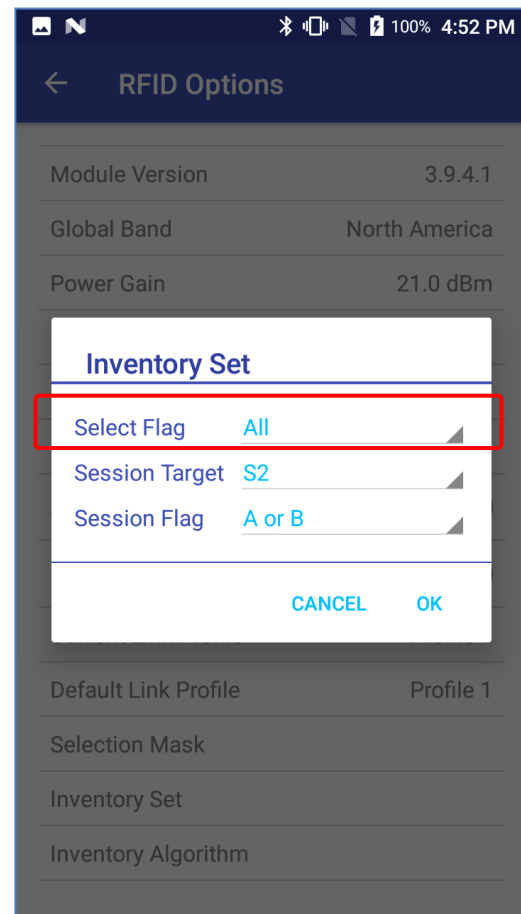 100% 4:52 PM
RFID Options
Module Version 3.9.4.1
Global Band North America
Power Gain 21.0 dBm
Inventory Set
Select Flag All
Session Target S2
Session Flag A or B
CANCEL OK
Default Link Profile Profile 1
Selection Mask
Inventory Set
Inventory Algorithm